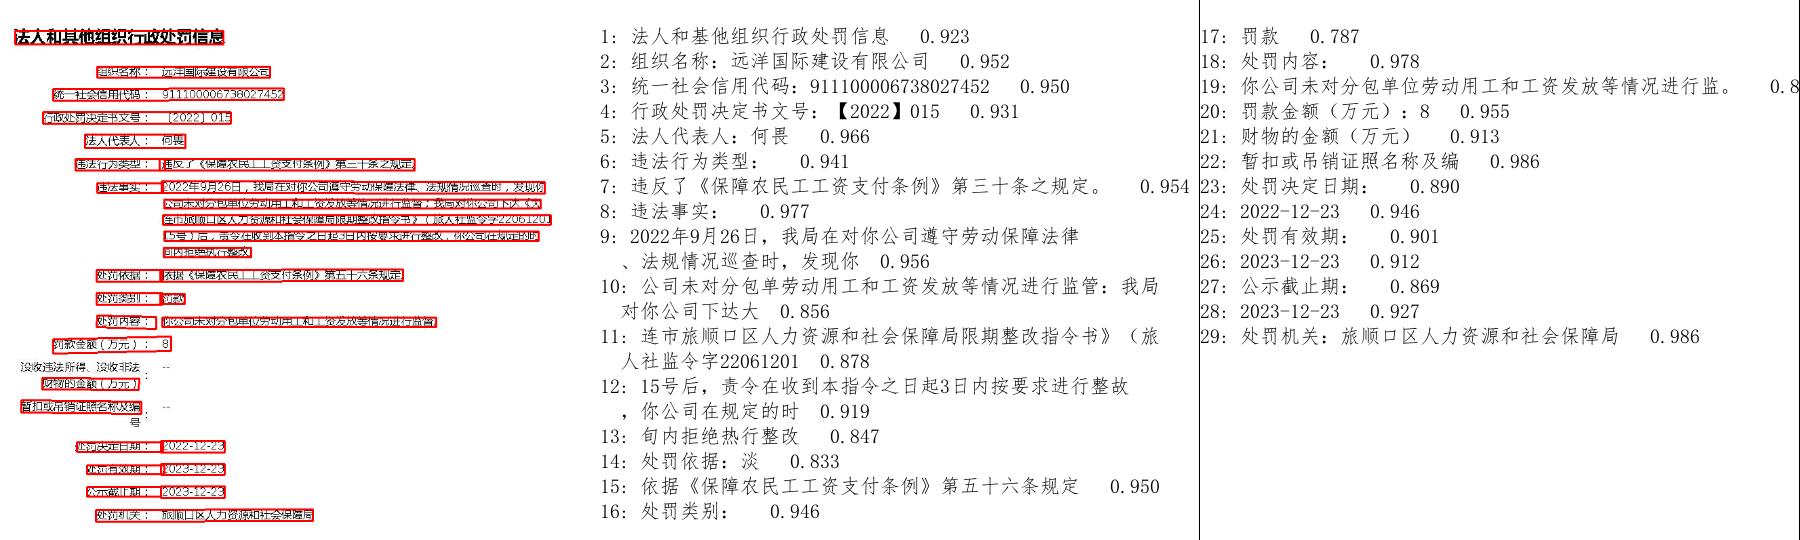 法人和其他组织行政处罚信息
组织名称： 远洋国际建设有限公司
统一社会信用代码： 911100006738027452
行政处罚决定书文号： 〔2022〕015
法人代表人： 何畏
违法行为类型： 违反了《保障农民工工资支付条例》第三十条之规定。
违法事实： 2022年9月26日，我局在对你公司遵守劳动保障法律、法规情况巡查时，发现你
公司未对分包单位劳动用工和工资发放等情况进行监管；我局对你公司下达《大
连市旅顺口区人力资源和社会保障局限期整改指令书》（旅人社监令字22061201
15号）后，责令在收到本指令之日起3日内按要求进行整改，你公司在规定的时
间内拒绝执行整改
处罚依据： 依据《保障农民工工资支付条例》第五十六条规定
处罚类别： 罚款
处罚内容： 你公司未对分包单位劳动用工和工资发放等情况进行监管。
罚款金额（万元）： 8
没收违法所得、没收非法
财物的金额（万元）： --
暂扣或吊销证照名称及编
号： --
处罚决定日期： 2022-12-23
处罚有效期： 2023-12-23
公示截止期： 2023-12-23
处罚机关： 旅顺口区人力资源和社会保障局
1: 法人和基他组织行政处罚信息 0.923
2: 组织名称：远洋国际建设有限公司 0.952
3: 统一社会信用代码：911100006738027452 0.950
4: 行政处罚决定书文号：【2022】015 0.931
5: 法人代表人：何畏 0.966
6: 违法行为类型： 0.941
7: 违反了《保障农民工工资支付条例》第三十条之规定。 0.954
8: 违法事实： 0.977
9: 2022年9月26日，我局在对你公司遵守劳动保障法律
、法规情况巡查时，发现你 0.956
10: 公司未对分包单劳动用工和工资发放等情况进行监管：我局
对你公司下达大 0.856
11: 连市旅顺口区人力资源和社会保障局限期整改指令书》（旅
人社监令字22061201 0.878
12: 15号后，责令在收到本指令之日起3日内按要求进行整故
，你公司在规定的时 0.919
13: 旬内拒绝热行整改 0.847
14: 处罚依据：淡 0.833
15: 依据《保障农民工工资支付条例》第五十六条规定 0.950
16: 处罚类别： 0.946
17: 罚款 0.787
18: 处罚内容： 0.978
19: 你公司未对分包单位劳动用工和工资发放等情况进行监。 0.8
20: 罚款金额（万元）：8 0.955
21: 财物的金额（万元） 0.913
22: 暂扣或吊销证照名称及编 0.986
23: 处罚决定日期： 0.890
24: 2022-12-23 0.946
25: 处罚有效期： 0.901
26: 2023-12-23 0.912
27: 公示截止期： 0.869
28: 2023-12-23 0.927
29: 处罚机关：旅顺口区人力资源和社会保障局 0.986